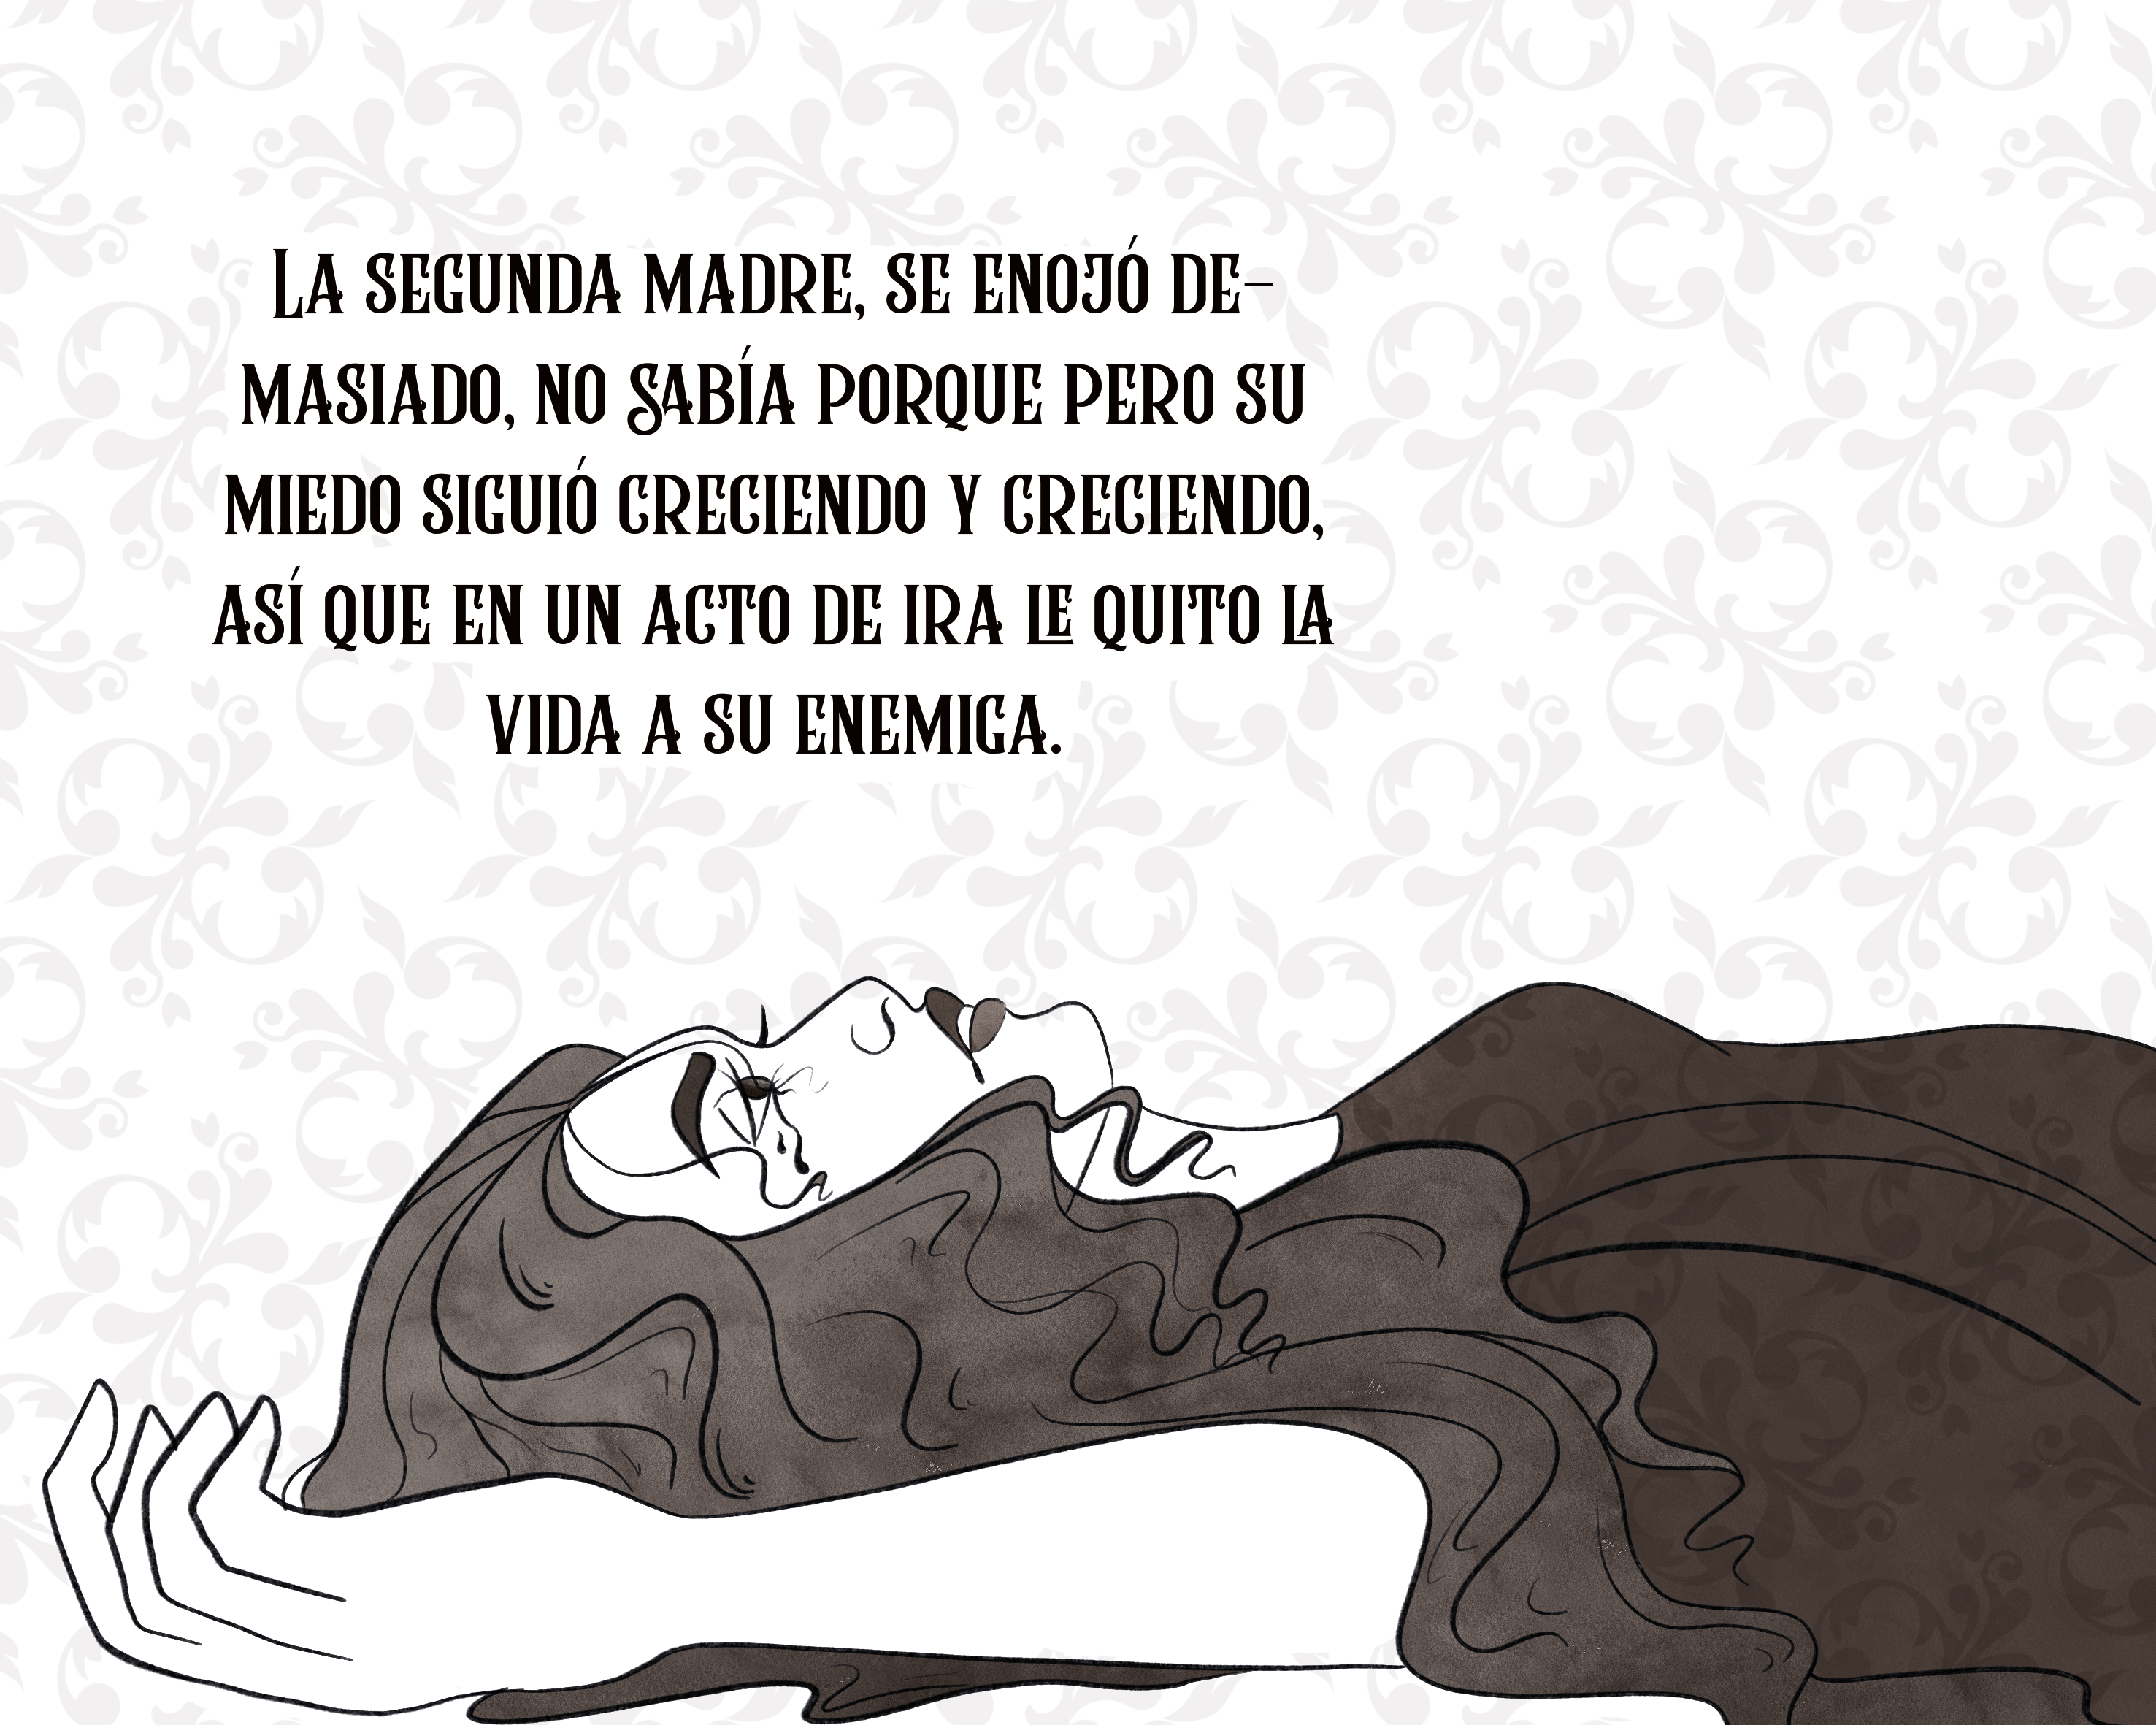 La segunda madre, se enojó de-
masiado, no sabía porque pero su
miedo siguió creciendo y creciendo,
así que en un acto de ira le quito la
vida a su enemiga.